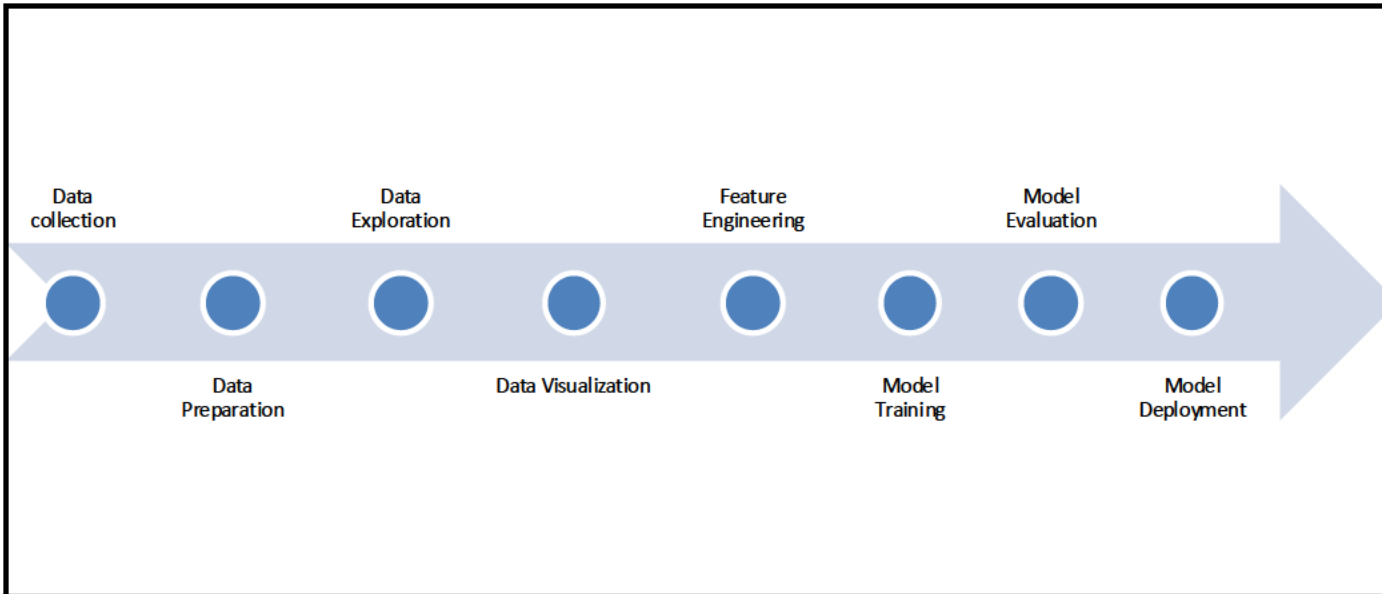 Data
collection
Data
Preparation
Data
Exploration
Data Visualization
Feature
Engineering
Model
Training
Model
Evaluation
Model
Deployment